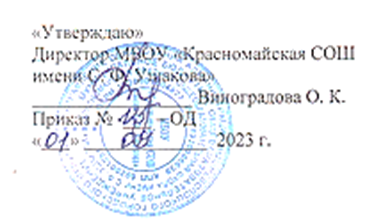 «Утверждаю»
Директор МБОУ «Красномайская СОШ
имени С. Ф. Ушакова»
Виноградова О. К.
Приказ № – ОД
«01» 2023 г.